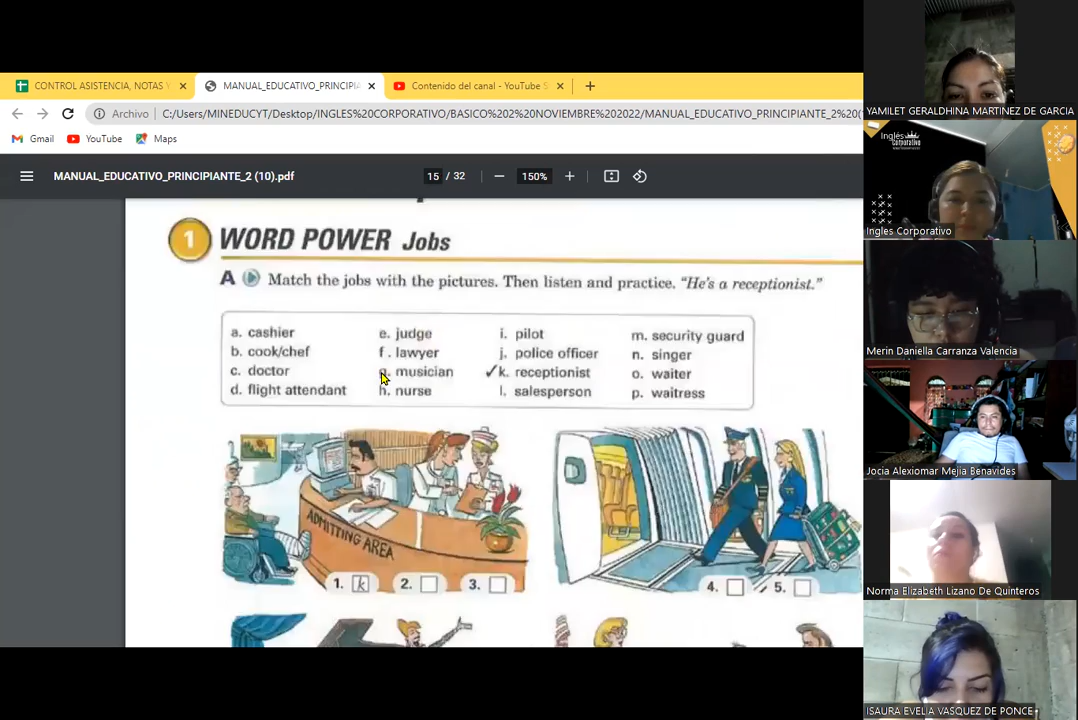 CONTROL ASISTENCIA, NOTAS Y
MANUAL_EDUCATIVO_PRINCIPIA
Contenido del canal - YouTube S
Archivo
C:/Users/MINEDUCYT/Desktop/INGLES%20CORPORATIVO/BASICO%202%20NOVIEMBRE%202022/MANUAL_EDUCATIVO_PRINCIPIANTE_2%20(
Gmail
YouTube
Maps
MANUAL_EDUCATIVO_PRINCIPIANTE_2 (10).pdf
15 / 32
150%
1 WORD POWER Jobs
A Match the jobs with the pictures. Then listen and practice. "He's a receptionist."
a. cashier
b. cook/chef
c. doctor
d. flight attendant
e. judge
f . lawyer
g. musician
h. nurse
i. pilot
j. police officer
✓k. receptionist
l. salesperson
m. security guard
n. singer
o. waiter
p. waitress
ADMITTING AREA
1. k
2.
3.
4.
5.
YAMILET GERALDHINA MARTINEZ DE GARCIA
Inglés
Corporativo
Ingles Corporativo
Merin Daniella Carranza Valencia
Jocia Alexiomar Mejia Benavides
Norma Elizabeth Lizano De Quinteros
ISAURA EVELIA VASQUEZ DE PONCE